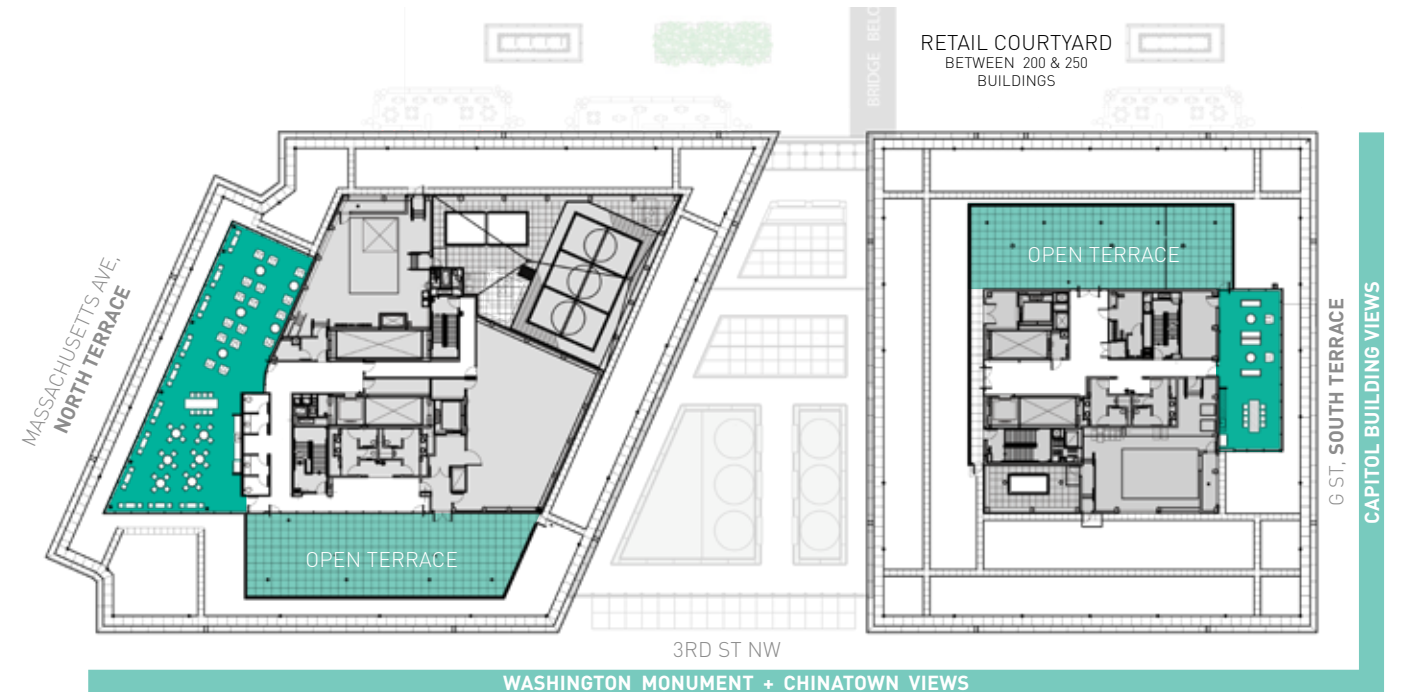 RETAIL COURTYARD
BETWEEN 200 & 250
BUILDINGS
BRIDGE BELO
MASSACHUSETTS AVE,
NORTH TERRACE
OPEN TERRACE
OPEN TERRACE
G ST, SOUTH TERRACE
CAPITOL BUILDING VIEWS
3RD ST NW
WASHINGTON MONUMENT + CHINATOWN VIEWS